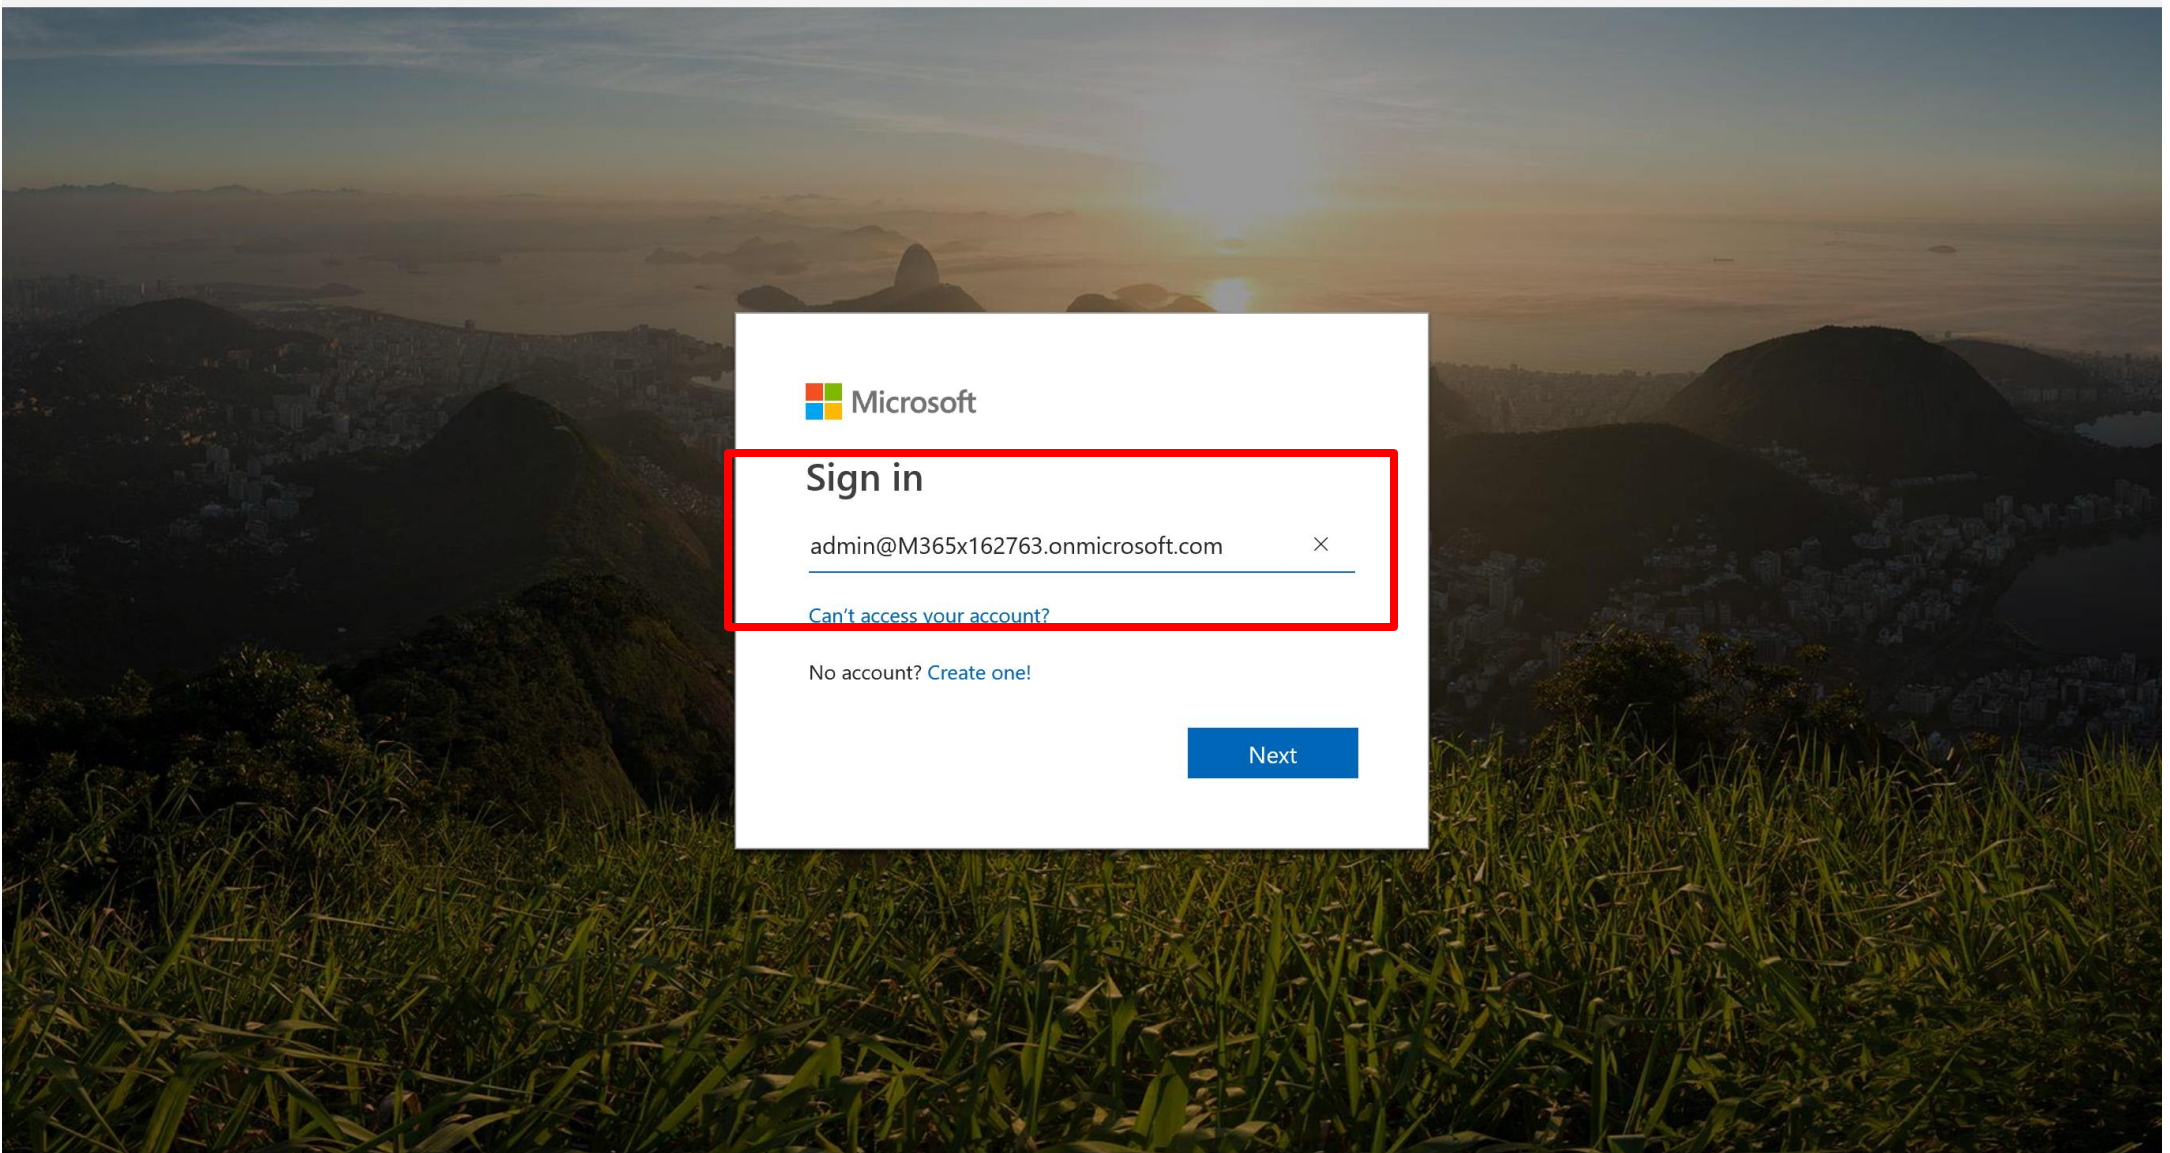 Microsoft
Sign in
admin@M365x162763.onmicrosoft.com
Can't access your account?
No account? Create one!
Next